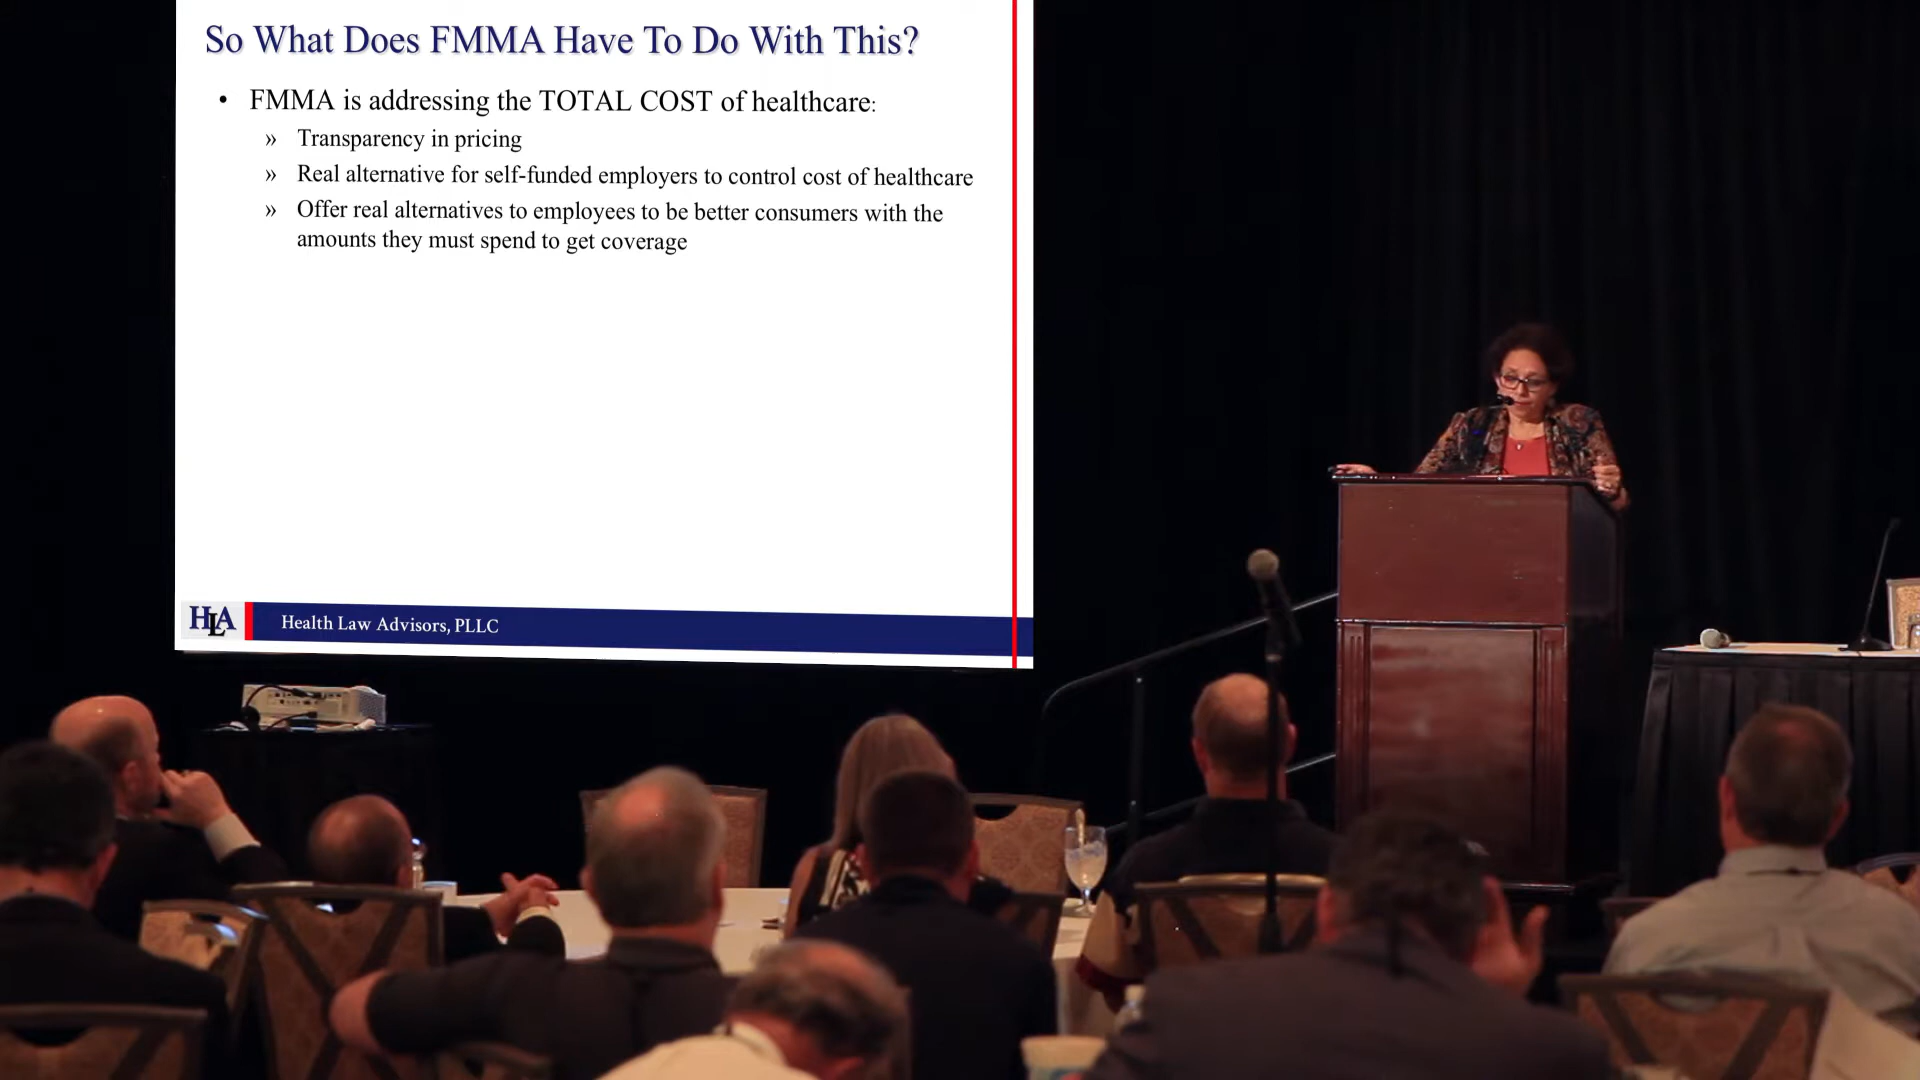 So What Does FMMA Have To Do With This?
• FMMA is addressing the TOTAL COST of healthcare:
» Transparency in pricing
» Real alternative for self-funded employers to control cost of healthcare
» Offer real alternatives to employees to be better consumers with the
amounts they must spend to get coverage
HLA Health Law Advisors, PLLC